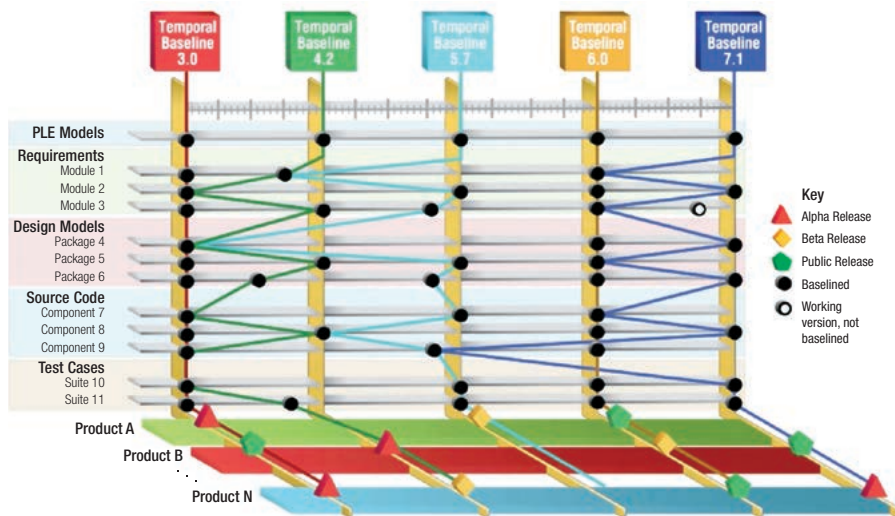 Temporal
Baseline
3.0
Temporal
Baseline
4.2
Temporal
Baseline
5.7
Temporal
Baseline
6.0
Temporal
Baseline
7.1
PLE Models
Requirements
Module 1
Module 2
Module 3
Design Models
Package 4
Package 5
Package 6
Source Code
Component 7
Component 8
Component 9
Test Cases
Suite 10
Suite 11
Product A
Product B
Product N
Key
Alpha Release
Beta Release
Public Release
Baselined
Working
version, not
baselined